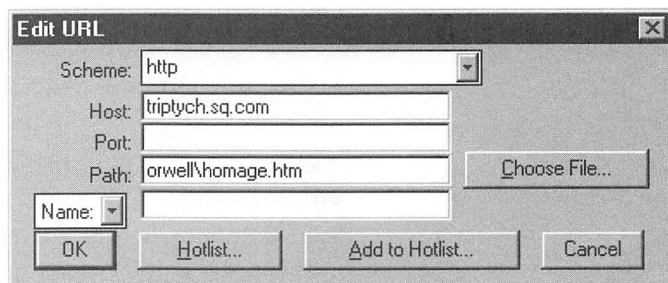 Edit URL
Scheme: http
Host: triptych.sq.com
Port:
Path: orwell\homage.htm
Choose File...
Name:
OK Hotlist... Add to Hotlist... Cancel